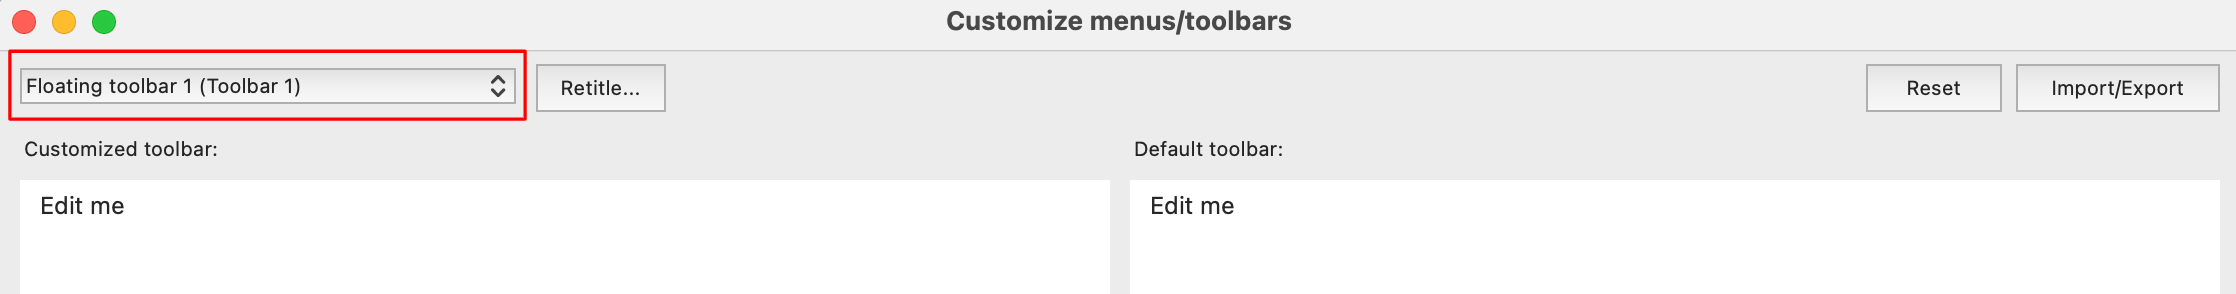 Customize menus/toolbars
Floating toolbar 1 (Toolbar 1)
Retitle...
Reset
Import/Export
Customized toolbar:
Default toolbar:
Edit me
Edit me